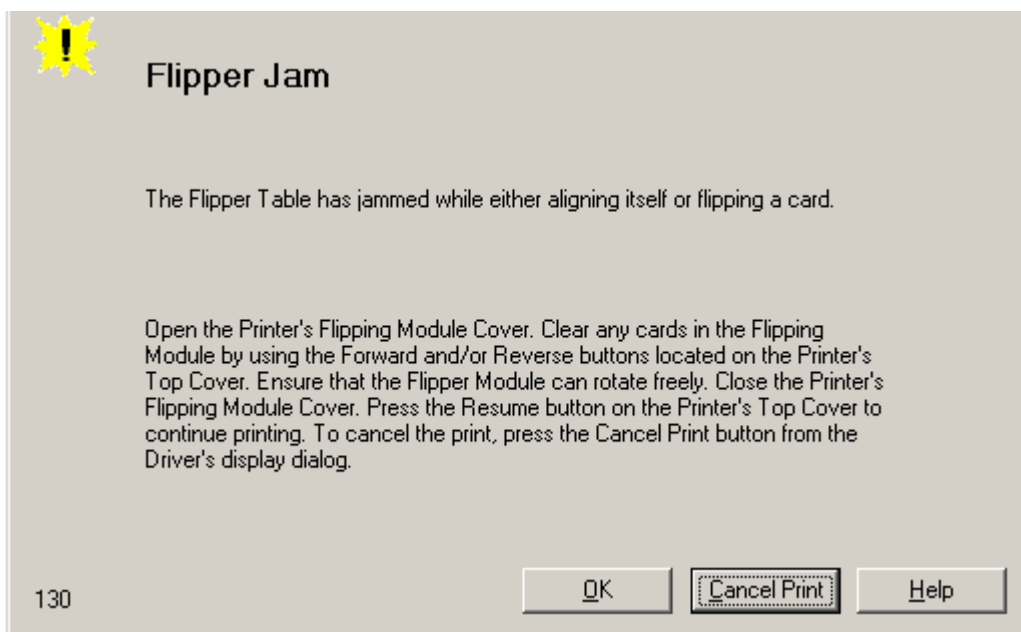 !
Flipper Jam
The Flipper Table has jammed while either aligning itself or flipping a card.
Open the Printer's Flipping Module Cover. Clear any cards in the Flipping
Module by using the Forward and/or Reverse buttons located on the Printer's
Top Cover. Ensure that the Flipper Module can rotate freely. Close the Printer's
Flipping Module Cover. Press the Resume button on the Printer's Top Cover to
continue printing. To cancel the print, press the Cancel Print button from the
Driver's display dialog.
130 OK Cancel Print Help